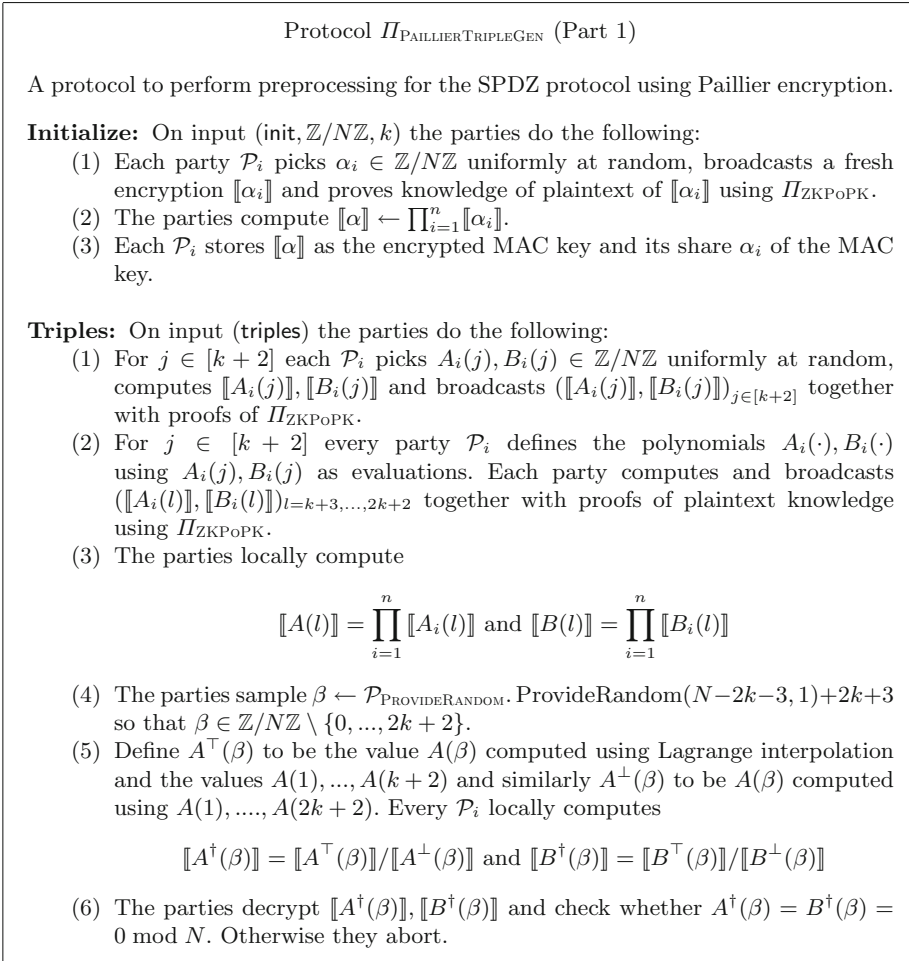 Protocol Π_PAILLIERTRIPLEGEN (Part 1)
A protocol to perform preprocessing for the SPDZ protocol using Paillier encryption.
Initialize: On input (init, ℤ/Nℤ, k) the parties do the following:
(1) Each party 𝒫_i picks α_i ∈ ℤ/Nℤ uniformly at random, broadcasts a fresh
encryption ⟦α_i⟧ and proves knowledge of plaintext of ⟦α_i⟧ using Π_ZKPoPK.
(2) The parties compute ⟦α⟧ ← ∏_{i=1}^{n}⟦α_i⟧.
(3) Each 𝒫_i stores ⟦α⟧ as the encrypted MAC key and its share α_i of the MAC
key.
Triples: On input (triples) the parties do the following:
(1) For j ∈ [k + 2] each 𝒫_i picks A_i(j), B_i(j) ∈ ℤ/Nℤ uniformly at random,
computes ⟦A_i(j)⟧, ⟦B_i(j)⟧ and broadcasts (⟦A_i(j)⟧, ⟦B_i(j)⟧)_{j∈[k+2]} together
with proofs of Π_ZKPoPK.
(2) For j ∈ [k + 2] every party 𝒫_i defines the polynomials A_i(·), B_i(·)
using A_i(j), B_i(j) as evaluations. Each party computes and broadcasts
(⟦A_i(l)⟧, ⟦B_i(l)⟧)_{l=k+3,...,2k+2} together with proofs of plaintext knowledge
using Π_ZKPoPK.
(3) The parties locally compute
⟦A(l)⟧ = ∏_{i=1}^{n} ⟦A_i(l)⟧ and ⟦B(l)⟧ = ∏_{i=1}^{n} ⟦B_i(l)⟧
(4) The parties sample β ← 𝒫_PROVIDERANDOM. ProvideRandom(N−2k−3, 1)+2k+3
so that β ∈ ℤ/Nℤ \ {0, ..., 2k + 2}.
(5) Define A^⊤(β) to be the value A(β) computed using Lagrange interpolation
and the values A(1), ..., A(k + 2) and similarly A^⊥(β) to be A(β) computed
using A(1), ...., A(2k + 2). Every 𝒫_i locally computes
⟦A^†(β)⟧ = ⟦A^⊤(β)⟧/⟦A^⊥(β)⟧ and ⟦B^†(β)⟧ = ⟦B^⊤(β)⟧/⟦B^⊥(β)⟧
(6) The parties decrypt ⟦A^†(β)⟧, ⟦B^†(β)⟧ and check whether A^†(β) = B^†(β) =
0 mod N. Otherwise they abort.